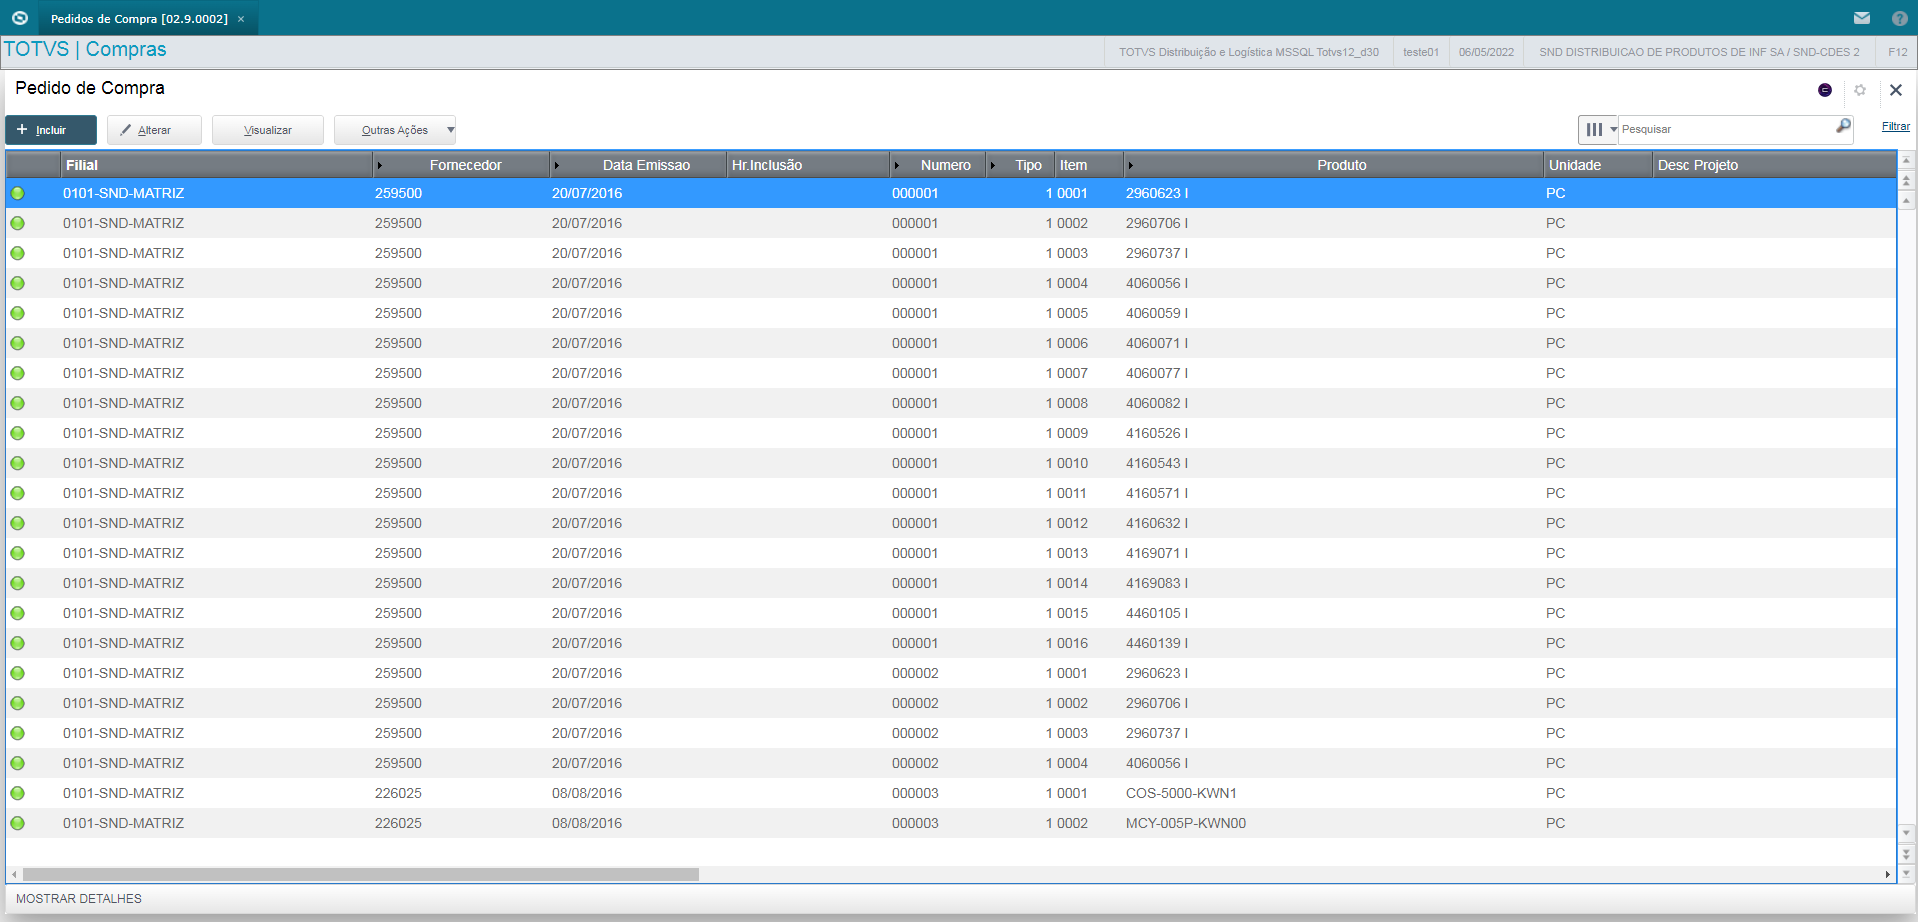 Pedidos de Compra [02.9.0002] ×
TOTVS | Compras TOTVS Distribuição e Logística MSSQL Totvs12_d30 teste01 06/05/2022 SND DISTRIBUICAO DE PRODUTOS DE INF SA / SND-CDES 2 F12
Pedido de Compra
+ Incluir Alterar Visualizar Outras Ações Pesquisar Filtrar
Filial Fornecedor Data Emissao Hr.Inclusão Numero Tipo Item Produto Unidade Desc Projeto
0101-SND-MATRIZ 259500 20/07/2016 000001 1 0001 2960623 I PC
0101-SND-MATRIZ 259500 20/07/2016 000001 1 0002 2960706 I PC
0101-SND-MATRIZ 259500 20/07/2016 000001 1 0003 2960737 I PC
0101-SND-MATRIZ 259500 20/07/2016 000001 1 0004 4060056 I PC
0101-SND-MATRIZ 259500 20/07/2016 000001 1 0005 4060059 I PC
0101-SND-MATRIZ 259500 20/07/2016 000001 1 0006 4060071 I PC
0101-SND-MATRIZ 259500 20/07/2016 000001 1 0007 4060077 I PC
0101-SND-MATRIZ 259500 20/07/2016 000001 1 0008 4060082 I PC
0101-SND-MATRIZ 259500 20/07/2016 000001 1 0009 4160526 I PC
0101-SND-MATRIZ 259500 20/07/2016 000001 1 0010 4160543 I PC
0101-SND-MATRIZ 259500 20/07/2016 000001 1 0011 4160571 I PC
0101-SND-MATRIZ 259500 20/07/2016 000001 1 0012 4160632 I PC
0101-SND-MATRIZ 259500 20/07/2016 000001 1 0013 4169071 I PC
0101-SND-MATRIZ 259500 20/07/2016 000001 1 0014 4169083 I PC
0101-SND-MATRIZ 259500 20/07/2016 000001 1 0015 4460105 I PC
0101-SND-MATRIZ 259500 20/07/2016 000001 1 0016 4460139 I PC
0101-SND-MATRIZ 259500 20/07/2016 000002 1 0001 2960623 I PC
0101-SND-MATRIZ 259500 20/07/2016 000002 1 0002 2960706 I PC
0101-SND-MATRIZ 259500 20/07/2016 000002 1 0003 2960737 I PC
0101-SND-MATRIZ 259500 20/07/2016 000002 1 0004 4060056 I PC
0101-SND-MATRIZ 226025 08/08/2016 000003 1 0001 COS-5000-KWN1 PC
0101-SND-MATRIZ 226025 08/08/2016 000003 1 0002 MCY-005P-KWN00 PC
MOSTRAR DETALHES